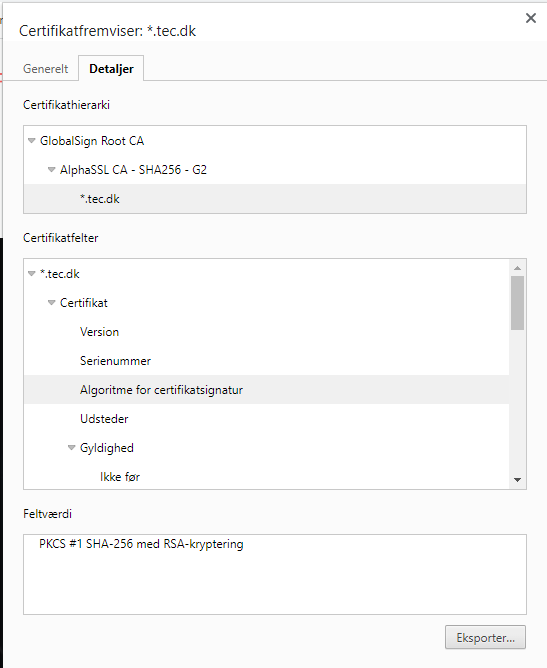 Certifikatfremviser: *.tec.dk
Generelt
Detaljer
Certifikathierarki
GlobalSign Root CA
AlphaSSL CA - SHA256 - G2
*.tec.dk
Certifikatfelter
*.tec.dk
Certifikat
Version
Serienummer
Algoritme for certifikatsignatur
Udsteder
Gyldighed
Ikke før
Feltværdi
PKCS #1 SHA-256 med RSA-kryptering
Eksporter...